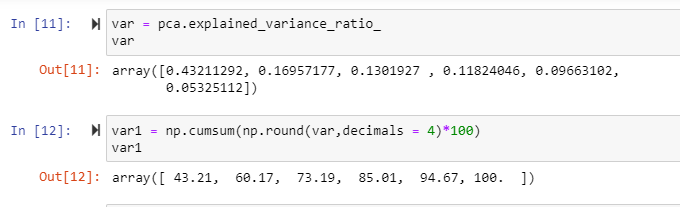 In [11]: var = pca.explained_variance_ratio_
var
Out[11]: array([0.43211292, 0.16957177, 0.1301927 , 0.11824046, 0.09663102,
0.05325112])
In [12]: var1 = np.cumsum(np.round(var,decimals = 4)*100)
var1
Out[12]: array([ 43.21,  60.17,  73.19,  85.01,  94.67, 100.  ])